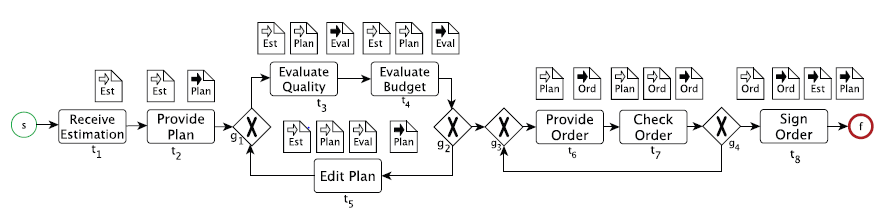 Est Plan Eval Est Plan Eval
Est Est Plan Plan Ord Plan Ord Ord Ord Ord Est Plan
Evaluate Quality
t3
Evaluate Budget
t4
s
Receive Estimation
t1
Provide Plan
t2
g1
X
Est Plan Eval Plan
X
g2
X
g3
Provide Order
t6
Check Order
t7
X
g4
Sign Order
t8
f
Edit Plan
t5